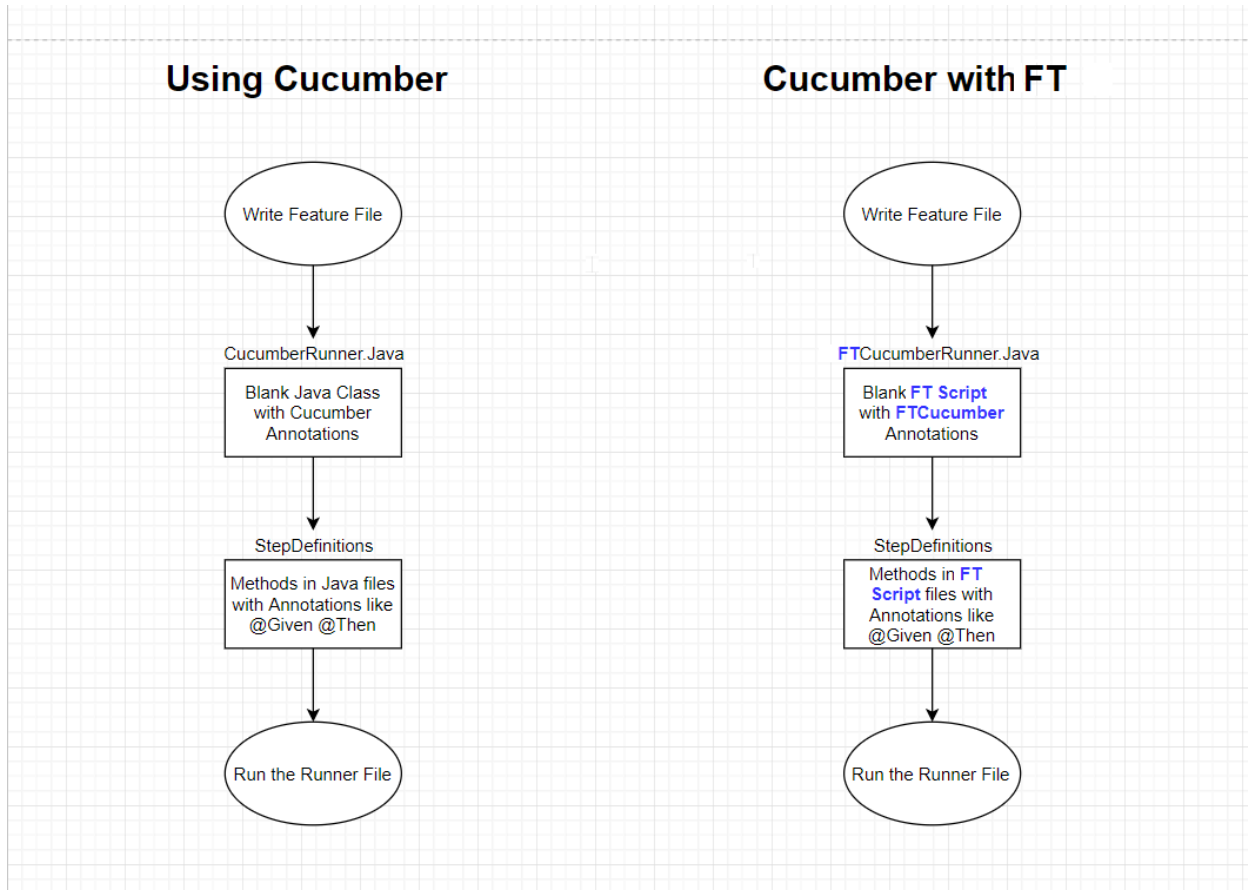 Using Cucumber
Write Feature File
CucumberRunner.Java
Blank Java Class
with Cucumber
Annotations
StepDefinitions
Methods in Java files
with Annotations like
@Given @Then
Run the Runner File
Cucumber with FT
Write Feature File
FTCucumberRunner.Java
Blank FT Script
with FTCucumber
Annotations
StepDefinitions
Methods in FT
Script files with
Annotations like
@Given @Then
Run the Runner File